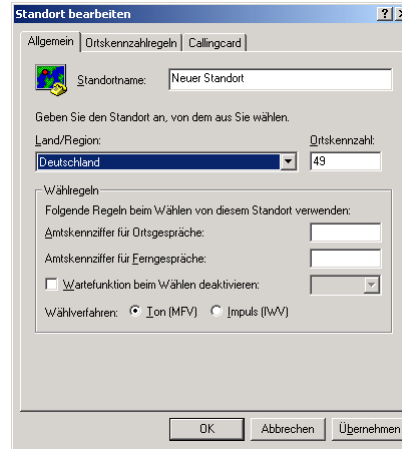 Standort bearbeiten
Allgemein Ortskennzahlregeln Callingcard
Standortname: Neuer Standort
Geben Sie den Standort an, von dem aus Sie wählen.
Land/Region: Ortskennzahl:
Deutschland 49
Wählregeln
Folgende Regeln beim Wählen von diesem Standort verwenden:
Amtskennziffer für Ortsgespräche:
Amtskennziffer für Ferngespräche:
Wartefunktion beim Wählen deaktivieren:
Wählverfahren: Ton (MFV) Impuls (IWV)
OK Abbrechen Übernehmen